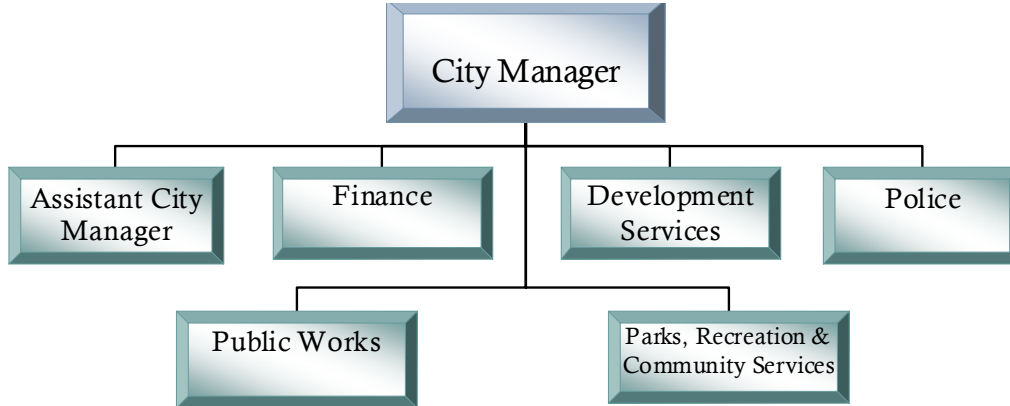 City Manager
Assistant City
Manager
Finance
Development
Services
Police
Public Works
Parks, Recreation &
Community Services